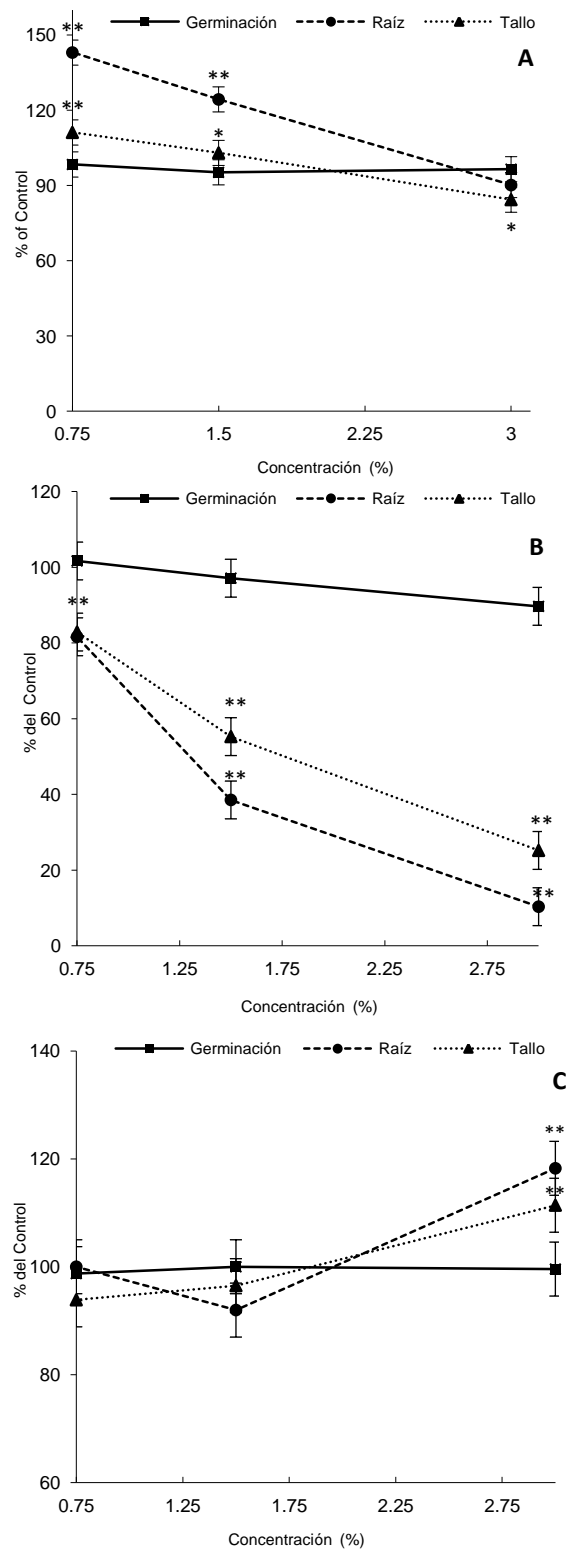 Germinación Raíz Tallo
A
150
120
90
60
30
0
% of Control
**
**
**
*
*
0.75 1.5 2.25 3
Concentración (%)
Germinación Raíz Tallo
B
120
100
80
60
40
20
0
% del Control
**
**
**
**
**
0.75 1.25 1.75 2.25 2.75
Concentración (%)
Germinación Raíz Tallo
C
140
120
100
80
60
% del Control
**
**
0.75 1.25 1.75 2.25 2.75
Concentración (%)